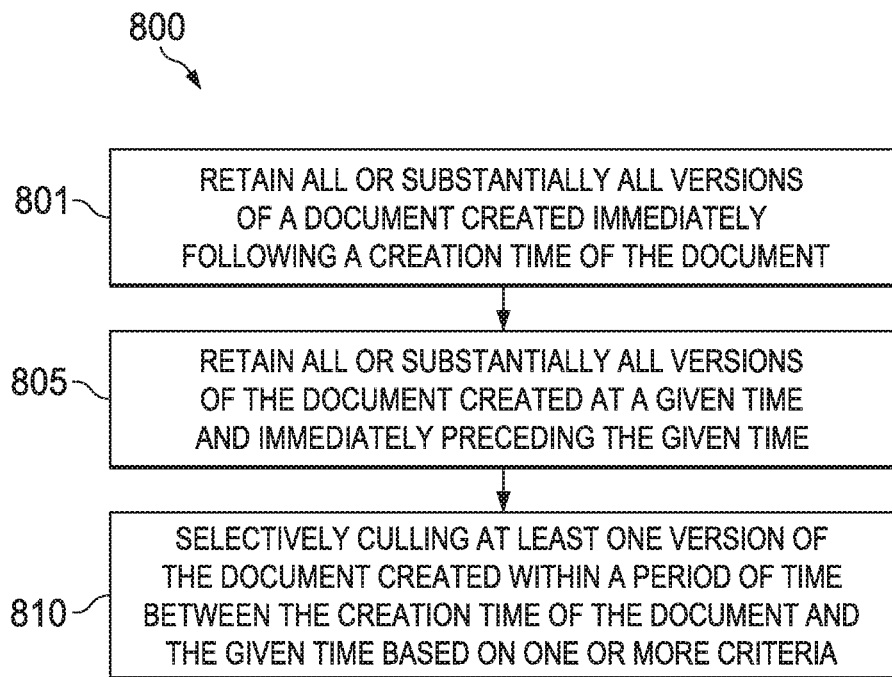 800
801
RETAIN ALL OR SUBSTANTIALLY ALL VERSIONS
OF A DOCUMENT CREATED IMMEDIATELY
FOLLOWING A CREATION TIME OF THE DOCUMENT
805
RETAIN ALL OR SUBSTANTIALLY ALL VERSIONS
OF THE DOCUMENT CREATED AT A GIVEN TIME
AND IMMEDIATELY PRECEDING THE GIVEN TIME
810
SELECTIVELY CULLING AT LEAST ONE VERSION OF
THE DOCUMENT CREATED WITHIN A PERIOD OF TIME
BETWEEN THE CREATION TIME OF THE DOCUMENT AND
THE GIVEN TIME BASED ON ONE OR MORE CRITERIA